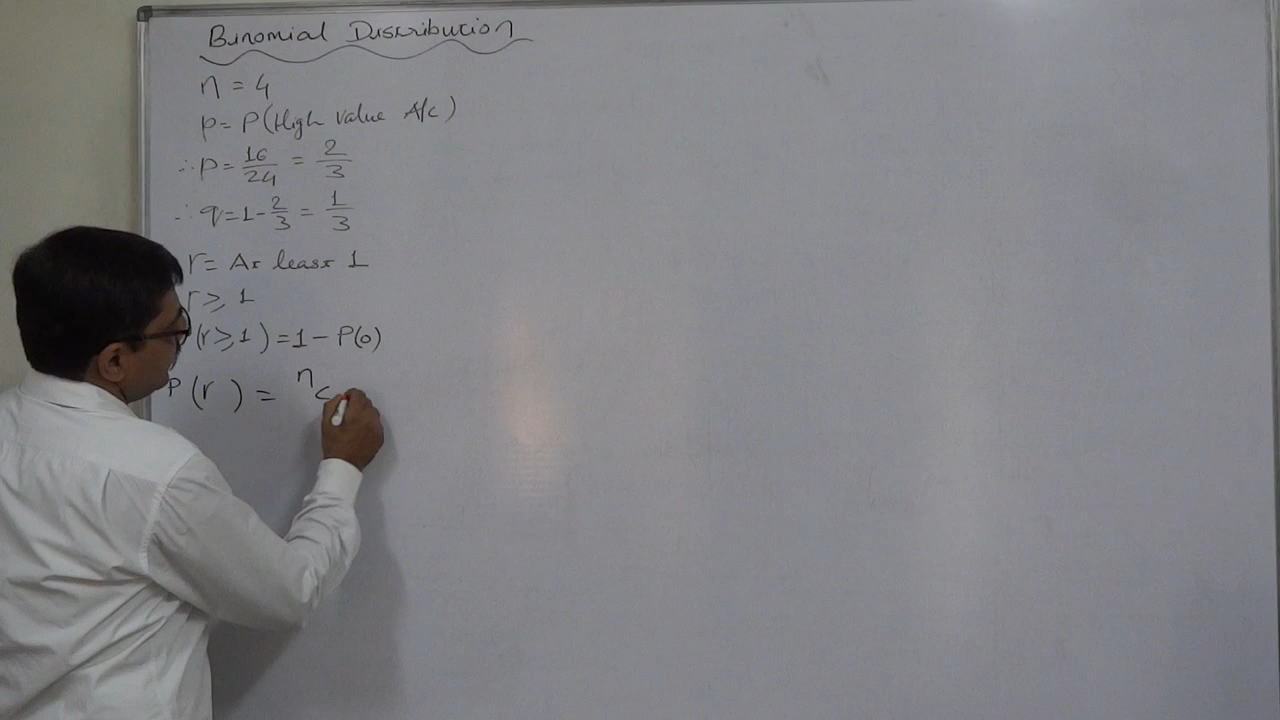 Binomial Distribution
n = 4
p = P(High value A/c)
∴ p = 16/24 = 2/3
∴ q = 1 - 2/3 = 1/3
r = At least 1
r ≥ 1
(r ≥ 1) = 1 - P(0)
P(r) = ⁿc